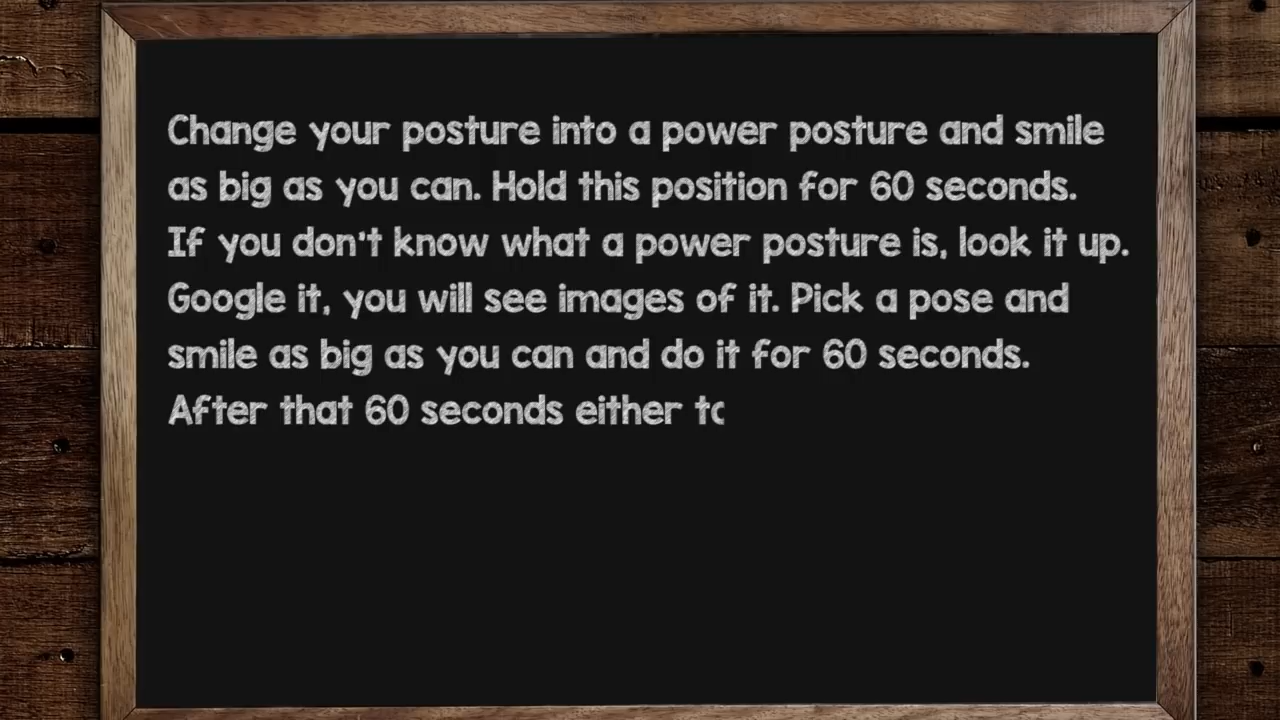 Change your posture into a power posture and smile
as big as you can. Hold this position for 60 seconds.
If you don't know what a power posture is, look it up.
Google it, you will see images of it. Pick a pose and
smile as big as you can and do it for 60 seconds.
After that 60 seconds either